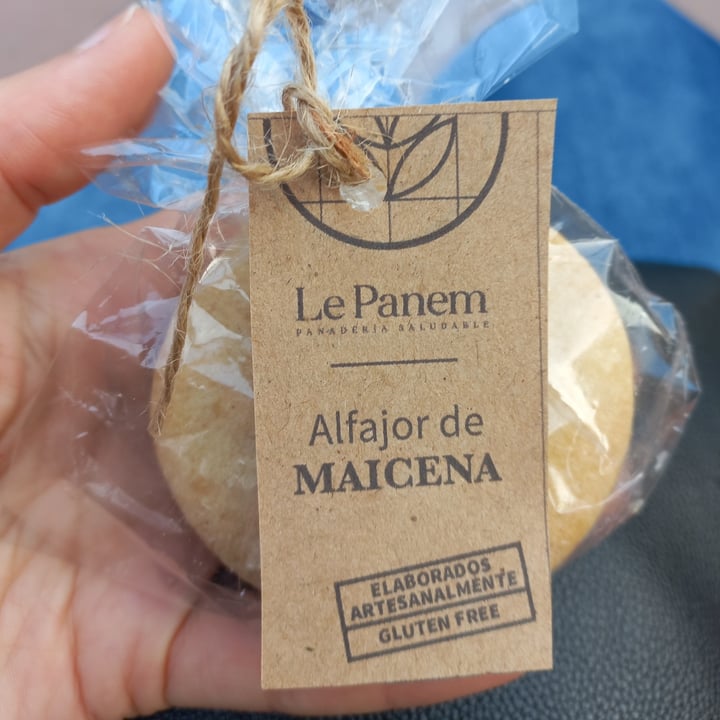 Le Panem
PANADERÍA SALUDABLE
Alfajor de
MAICENA
ELABORADOS
ARTESANALMENTE
GLUTEN FREE